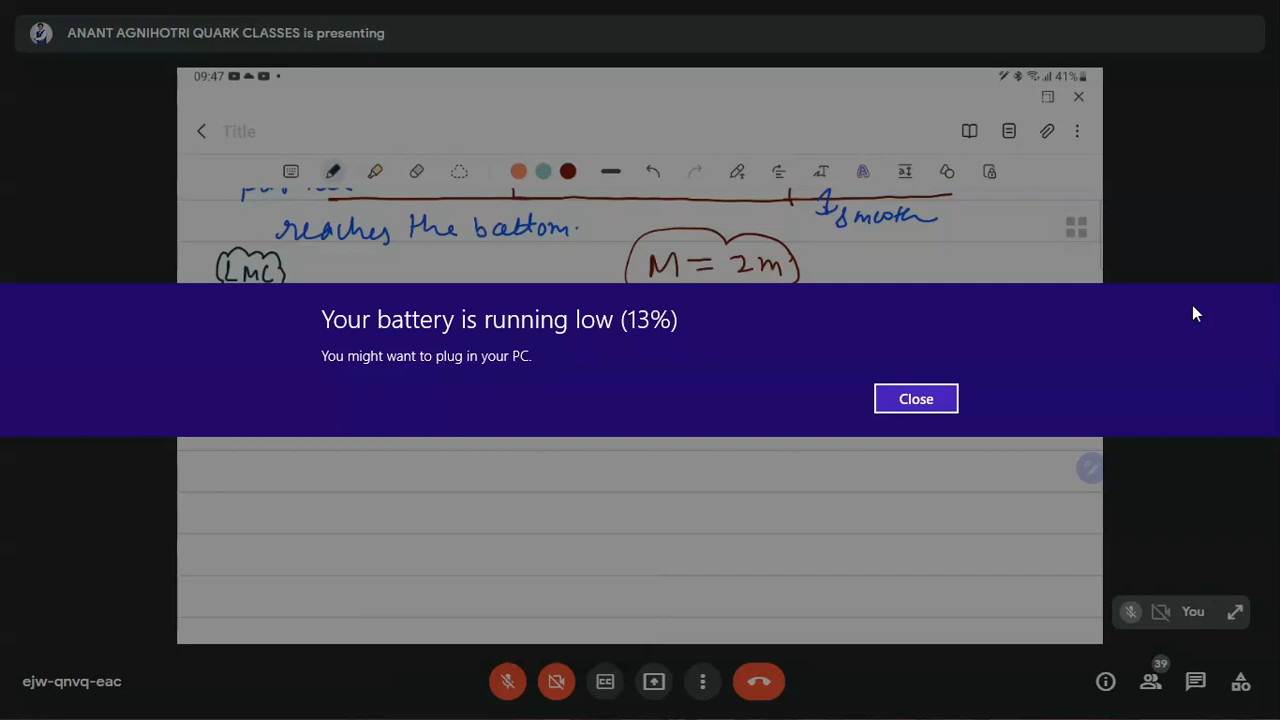 ANANT AGNIHOTRI QUARK CLASSES is presenting
09:47
41%
Title
reaches the bottom.
smooth
LMC
M = 2m
Your battery is running low (13%)
You might want to plug in your PC.
Close
You
ejw-qnvq-eac
CC
39